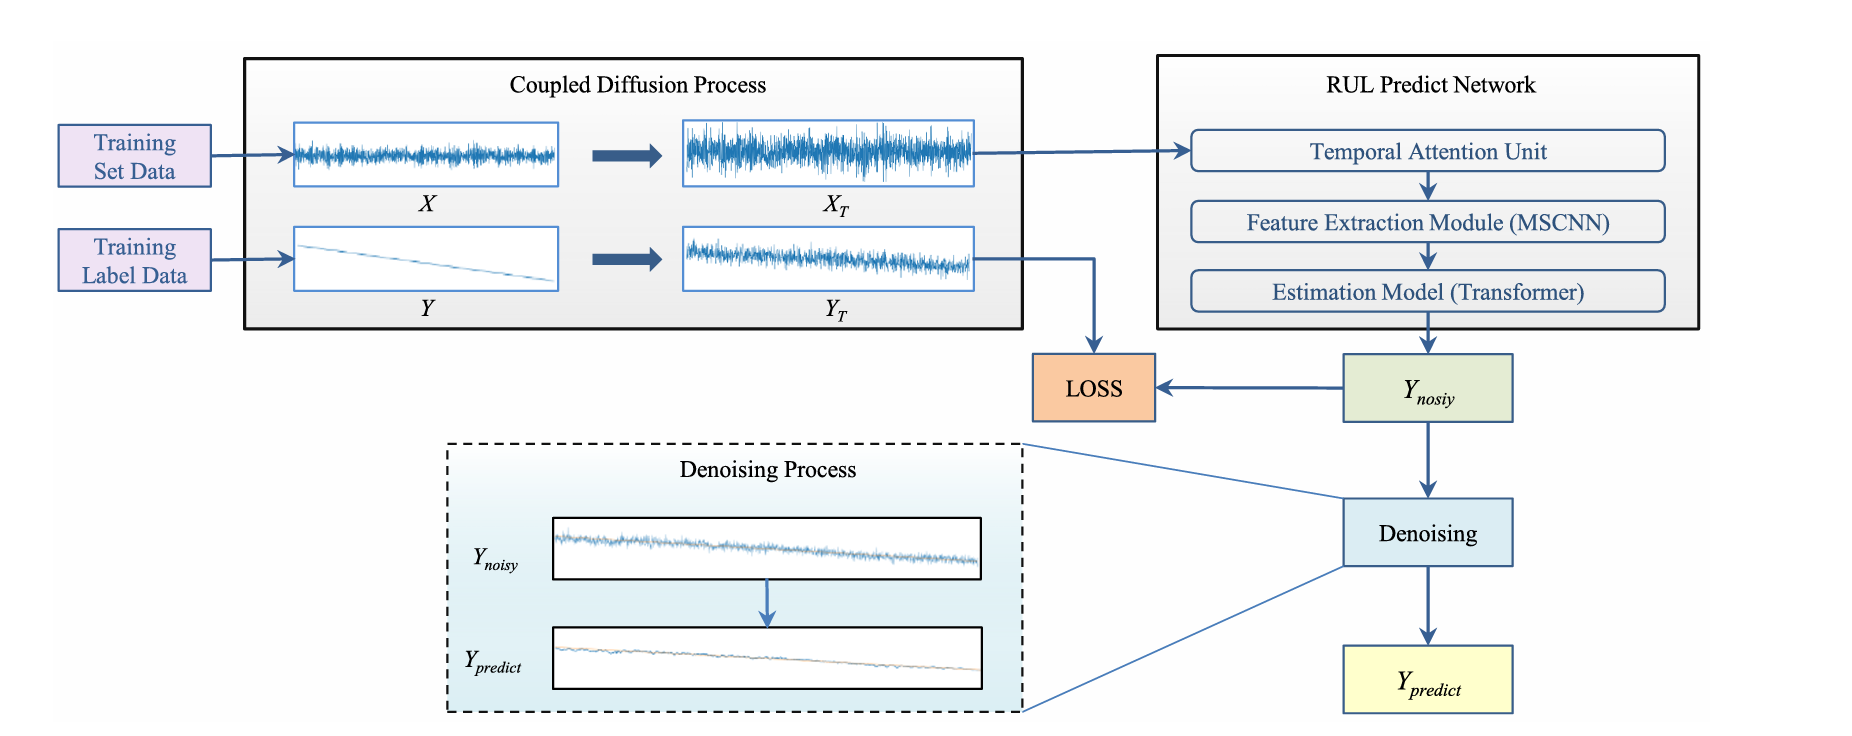 Coupled Diffusion Process
Training
Set Data
X
X_T
Training
Label Data
Y
Y_T
RUL Predict Network
Temporal Attention Unit
Feature Extraction Module (MSCNN)
Estimation Model (Transformer)
LOSS
Y_nosiy
Denoising Process
Y_noisy
Y_predict
Denoising
Y_predict